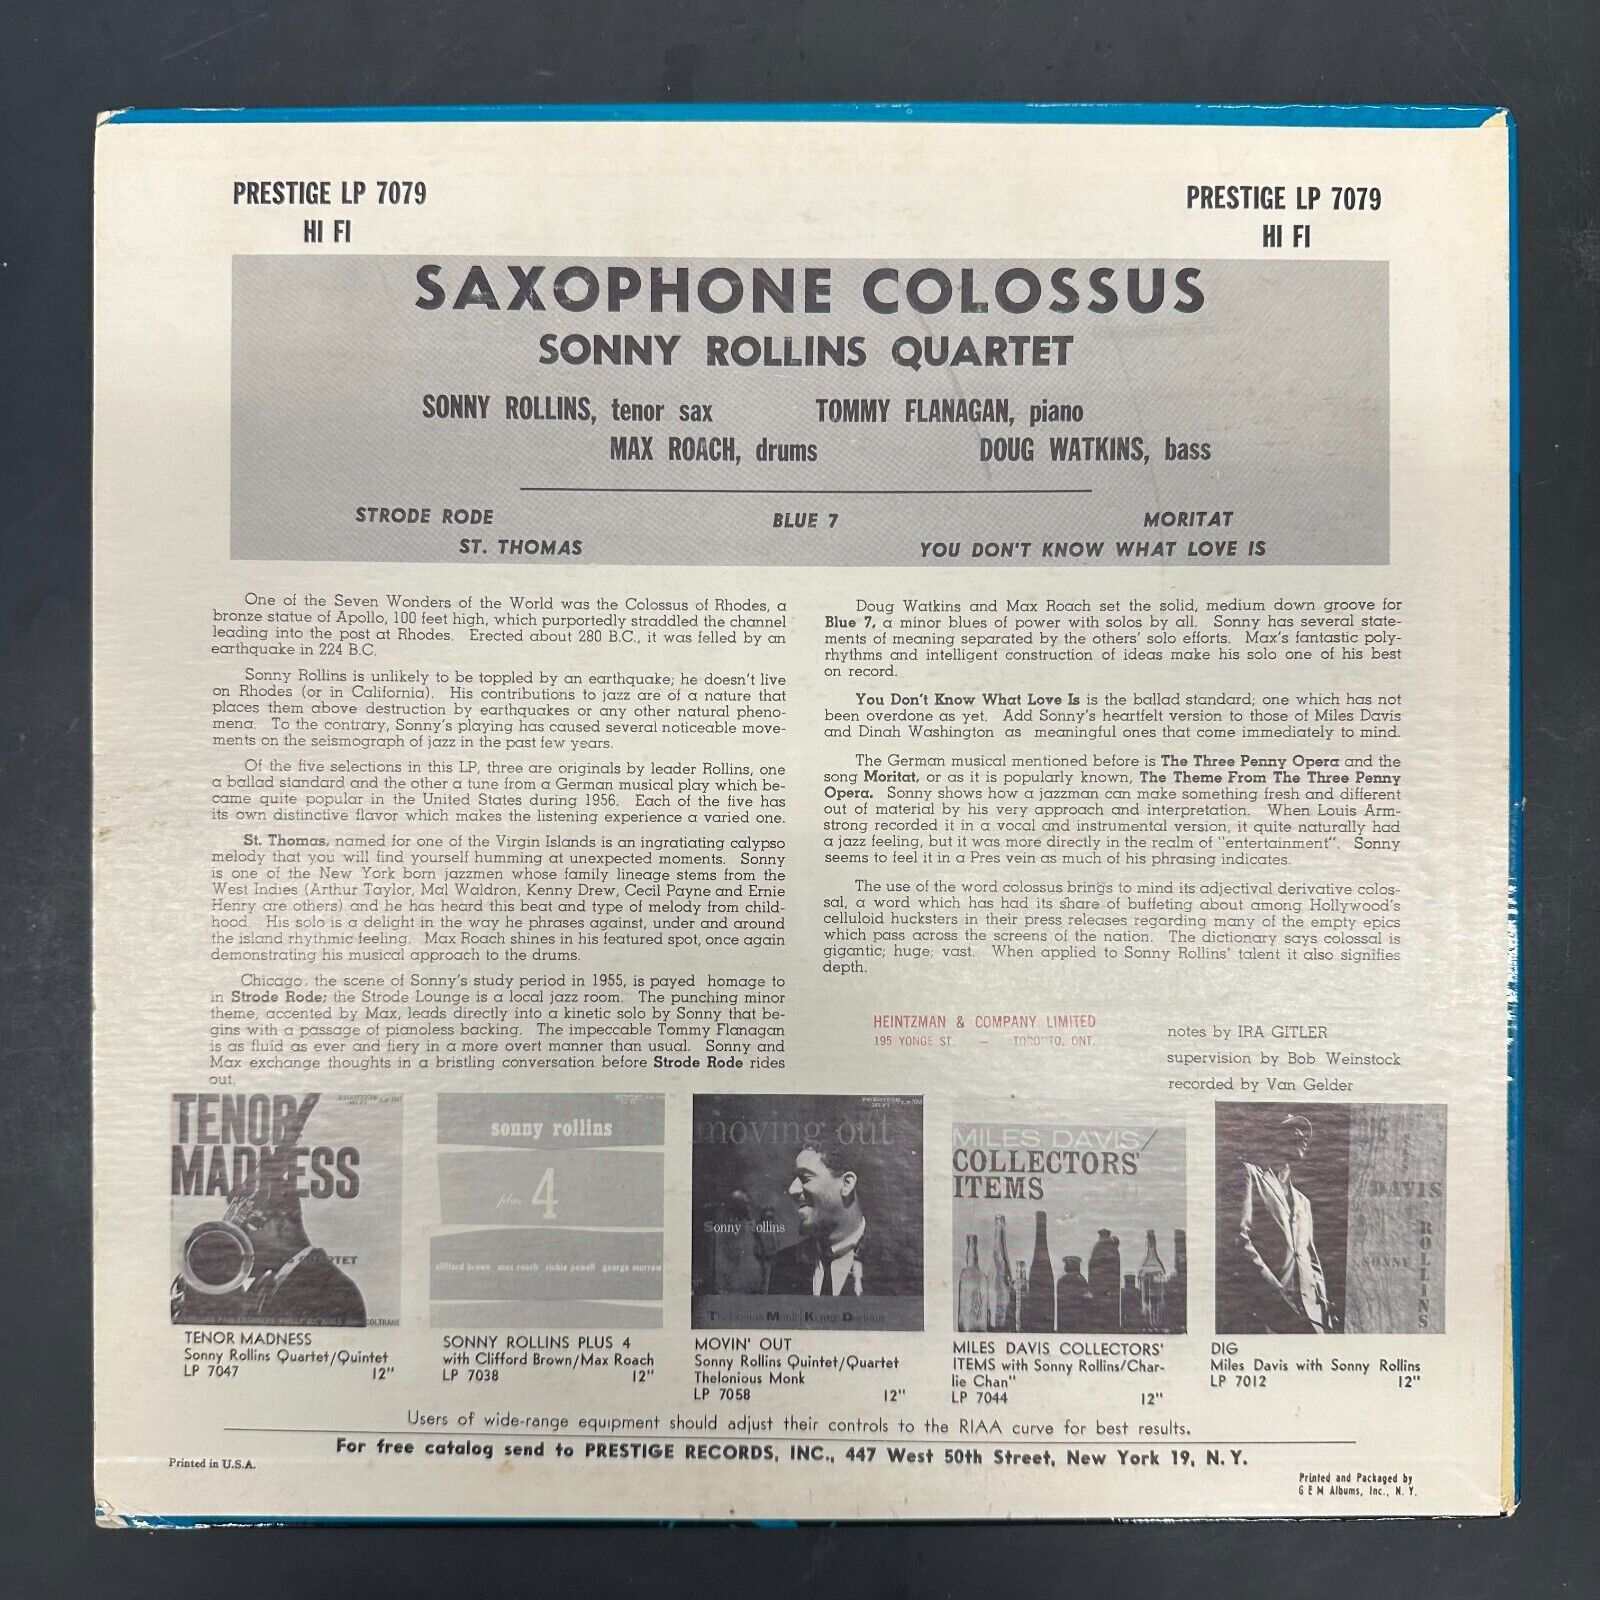 PRESTIGE LP 7079
HI FI
PRESTIGE LP 7079
HI FI
SAXOPHONE COLOSSUS
SONNY ROLLINS QUARTET
SONNY ROLLINS, tenor sax TOMMY FLANAGAN, piano
MAX ROACH, drums DOUG WATKINS, bass
STRODE RODE BLUE 7 MORITAT
ST. THOMAS YOU DON'T KNOW WHAT LOVE IS
One of the Seven Wonders of the World was the Colossus of Rhodes, a
bronze statue of Apollo, 100 feet high, which purportedly straddled the channel
leading into the post at Rhodes. Erected about 280 B.C., it was felled by an
earthquake in 224 B.C.
Sonny Rollins is unlikely to be toppled by an earthquake; he doesn't live
on Rhodes (or in California). His contributions to jazz are of a nature that
places them above destruction by earthquakes or any other natural pheno-
mena. To the contrary, Sonny's playing has caused several noticeable move-
ments on the seismograph of jazz in the past few years.
Of the five selections in this LP, three are originals by leader Rollins, one
a ballad standard and the other a tune from a German musical play which be-
came quite popular in the United States during 1956. Each of the five has
its own distinctive flavor which makes the listening experience a varied one.
St. Thomas, named for one of the Virgin Islands is an ingratiating calypso
melody that you will find yourself humming at unexpected moments. Sonny
is one of the New York born jazzmen whose family lineage stems from the
West Indies (Arthur Taylor, Mal Waldron, Kenny Drew, Cecil Payne and Ernie
Henry are others) and he has heard this beat and type of melody from child-
hood. His solo is a delight in the way he phrases against, under and around
the island rhythmic feeling. Max Roach shines in his featured spot, once again
demonstrating his musical approach to the drums.
Chicago, the scene of Sonny's study period in 1955, is payed homage to
in Strode Rode; the Strode Lounge is a local jazz room. The punching minor
theme, accented by Max, leads directly into a kinetic solo by Sonny that be-
gins with a passage of pianoless backing. The impeccable Tommy Flanagan
is as fluid as ever and fiery in a more overt manner than usual. Sonny and
Max exchange thoughts in a bristling conversation before Strode Rode rides
out.
Doug Watkins and Max Roach set the solid, medium down groove for
Blue 7, a minor blues of power with solos by all. Sonny has several state-
ments of meaning separated by the others' solo efforts. Max's fantastic poly-
rhythms and intelligent construction of ideas make his solo one of his best
on record.
You Don't Know What Love Is is the ballad standard; one which has not
been overdone as yet. Add Sonny's heartfelt version to those of Miles Davis
and Dinah Washington as meaningful ones that come immediately to mind.
The German musical mentioned before is The Three Penny Opera and the
song Moritat, or as it is popularly known, The Theme From The Three Penny
Opera. Sonny shows how a jazzman can make something fresh and different
out of material by his very approach and interpretation. When Louis Arm-
strong recorded it in a vocal and instrumental version, it quite naturally had
a jazz feeling, but it was more directly in the realm of "entertainment". Sonny
seems to feel it in a Pres vein as much of his phrasing indicates.
The use of the word colossus brings to mind its adjectival derivative colos-
sal, a word which has had its share of buffeting about among Hollywood's
celluloid hucksters in their press releases regarding many of the empty epics
which pass across the screens of the nation. The dictionary says colossal is
gigantic; huge; vast. When applied to Sonny Rollins' talent it also signifies
depth.
HEINTZMAN & COMPANY LIMITED
195 YONGE ST. — TORONTO, ONT.
notes by IRA GITLER
supervision by Bob Weinstock
recorded by Van Gelder
TENOR
MADNESS
COLTRANE
sonny rollins
plus 4
clifford brown max roach richie powell george morrow
moving out
Sonny Rollins
Thelonious Monk Kenny Dorham
MILES DAVIS
COLLECTORS'
ITEMS
DIG
DAVIS
SONNY
ROLLINS
TENOR MADNESS
Sonny Rollins Quartet/Quintet
LP 7047 12"
SONNY ROLLINS PLUS 4
with Clifford Brown/Max Roach
LP 7038 12"
MOVIN' OUT
Sonny Rollins Quintet/Quartet
Thelonious Monk
LP 7058 12"
MILES DAVIS COLLECTORS'
ITEMS with Sonny Rollins/Char-
lie Chan"
LP 7044 12"
DIG
Miles Davis with Sonny Rollins
LP 7012 12"
Users of wide-range equipment should adjust their controls to the RIAA curve for best results.
For free catalog send to PRESTIGE RECORDS, INC., 447 West 50th Street, New York 19, N. Y.
Printed in U.S.A.
Printed and Packaged by
G E M Albums, Inc., N. Y.